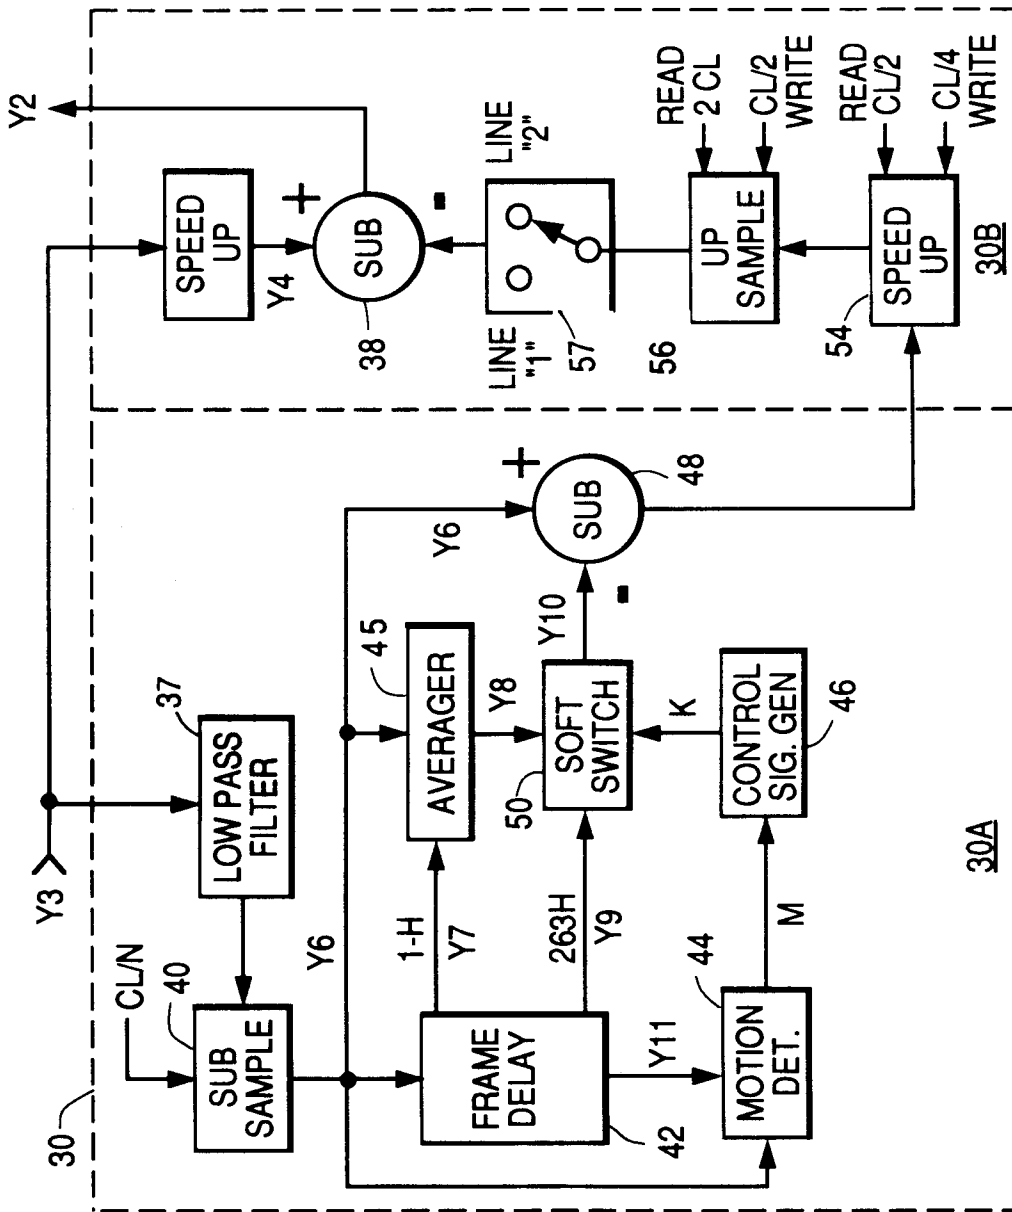 30
Y3
CL/N
40
SUB
SAMPLE
37
LOW PASS
FILTER
Y6
FRAME
DELAY
42
1-H
Y7
263H
Y9
Y11
44
MOTION
DET.
M
45
AVERAGER
Y8
50
SOFT
SWITCH
K
CONTROL
SIG. GEN
46
30A
Y6
Y10
+
SUB
-
48
Y2
SPEED
UP
Y4
+
SUB
-
38
LINE
"1"
LINE
"2"
57
56
UP
SAMPLE
READ
2 CL
CL/2
WRITE
54
SPEED
UP
READ
CL/2
CL/4
WRITE
30B